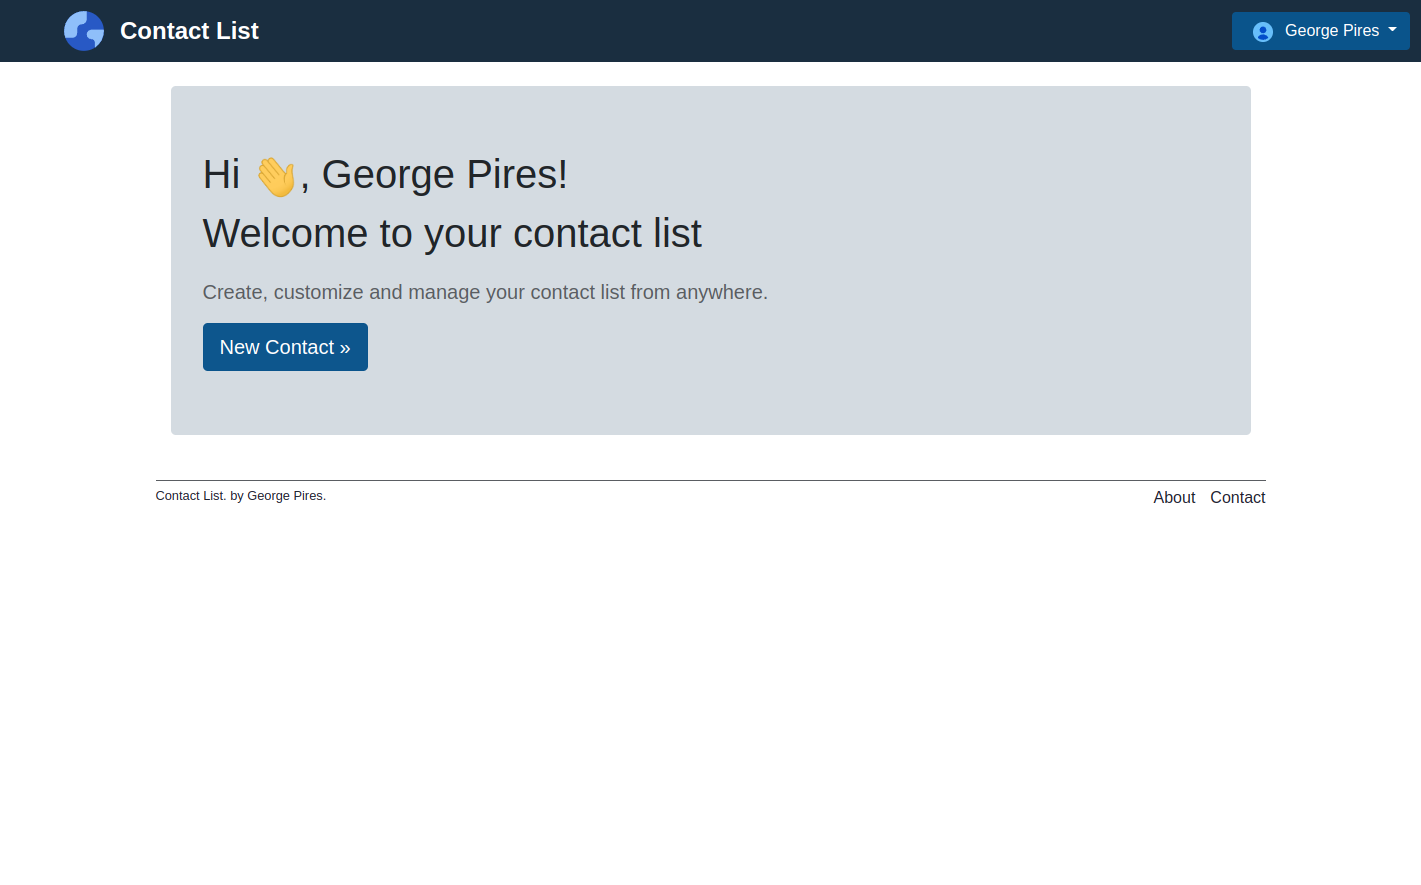 Contact List
George Pires
Hi 👋, George Pires!
Welcome to your contact list
Create, customize and manage your contact list from anywhere.
New Contact »
Contact List. by George Pires.
About Contact